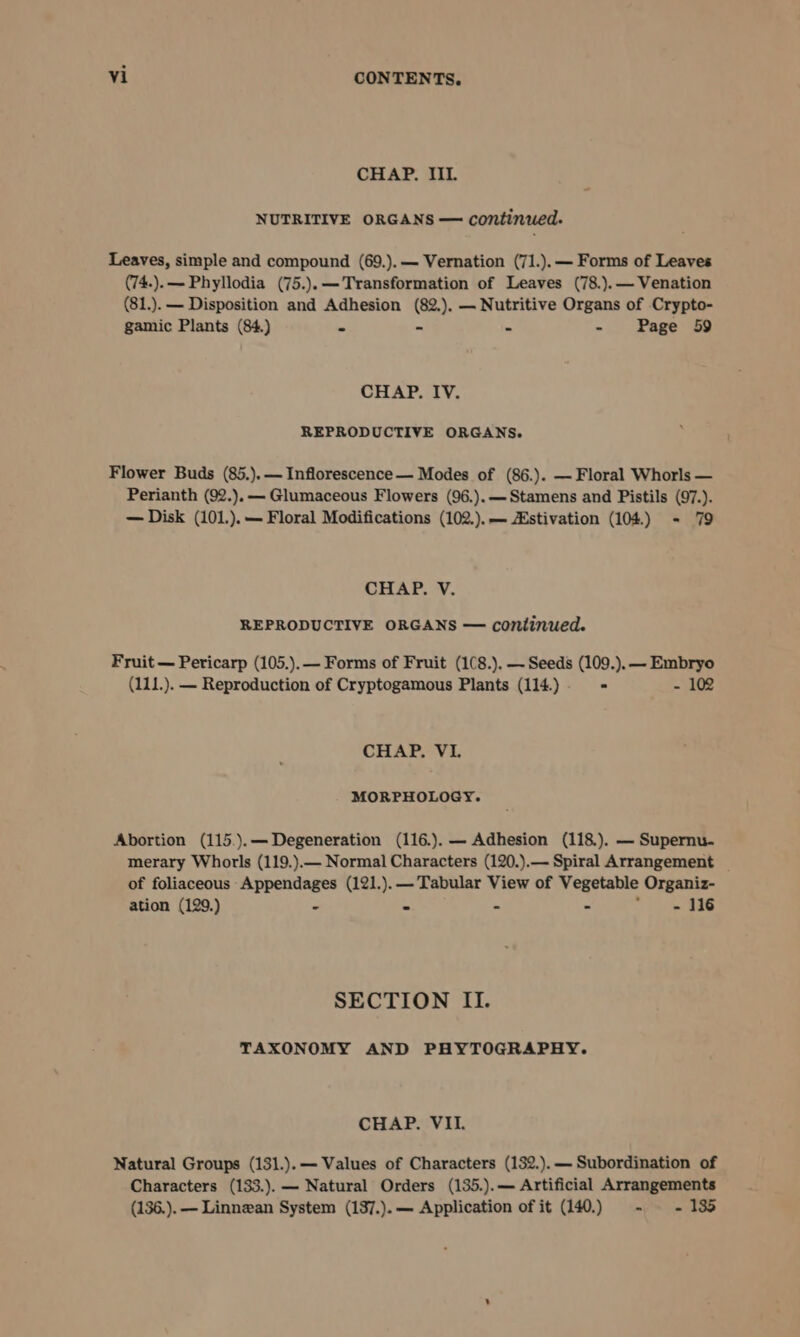 vi CONTENTS.
CHAP. III.
NUTRITIVE ORGANS — continued.
Leaves, simple and compound (69.). — Vernation (71.). — Forms of Leaves
(74.). — Phyllodia (75.). — Transformation of Leaves (78.). — Venation
(81.). — Disposition and Adhesion (82.). — Nutritive Organs of Crypto-
gamic Plants (84.) - - - - Page 59
CHAP. IV.
REPRODUCTIVE ORGANS.
Flower Buds (85.). — Inflorescence — Modes of (86.). — Floral Whorls —
Perianth (92.). — Glumaceous Flowers (96.). — Stamens and Pistils (97.).
— Disk (101.). — Floral Modifications (102.). — Æstivation (104.) - 79
CHAP. V.
REPRODUCTIVE ORGANS — continued.
Fruit — Pericarp (105.). — Forms of Fruit (108.). — Seeds (109.). — Embryo
(111.). — Reproduction of Cryptogamous Plants (114.) - - 102
CHAP. VI.
MORPHOLOGY.
Abortion (115.). — Degeneration (116.). — Adhesion (118.). — Supernu-
merary Whorls (119.). — Normal Characters (120.). — Spiral Arrangement
of foliaceous Appendages (121.). — Tabular View of Vegetable Organiz-
ation (129.) - - - - - 116
SECTION II.
TAXONOMY AND PHYTOGRAPHY.
CHAP. VII.
Natural Groups (131.). — Values of Characters (132.). — Subordination of
Characters (133.). — Natural Orders (135.). — Artificial Arrangements
(136.). — Linnæan System (137.). — Application of it (140.) - - 135